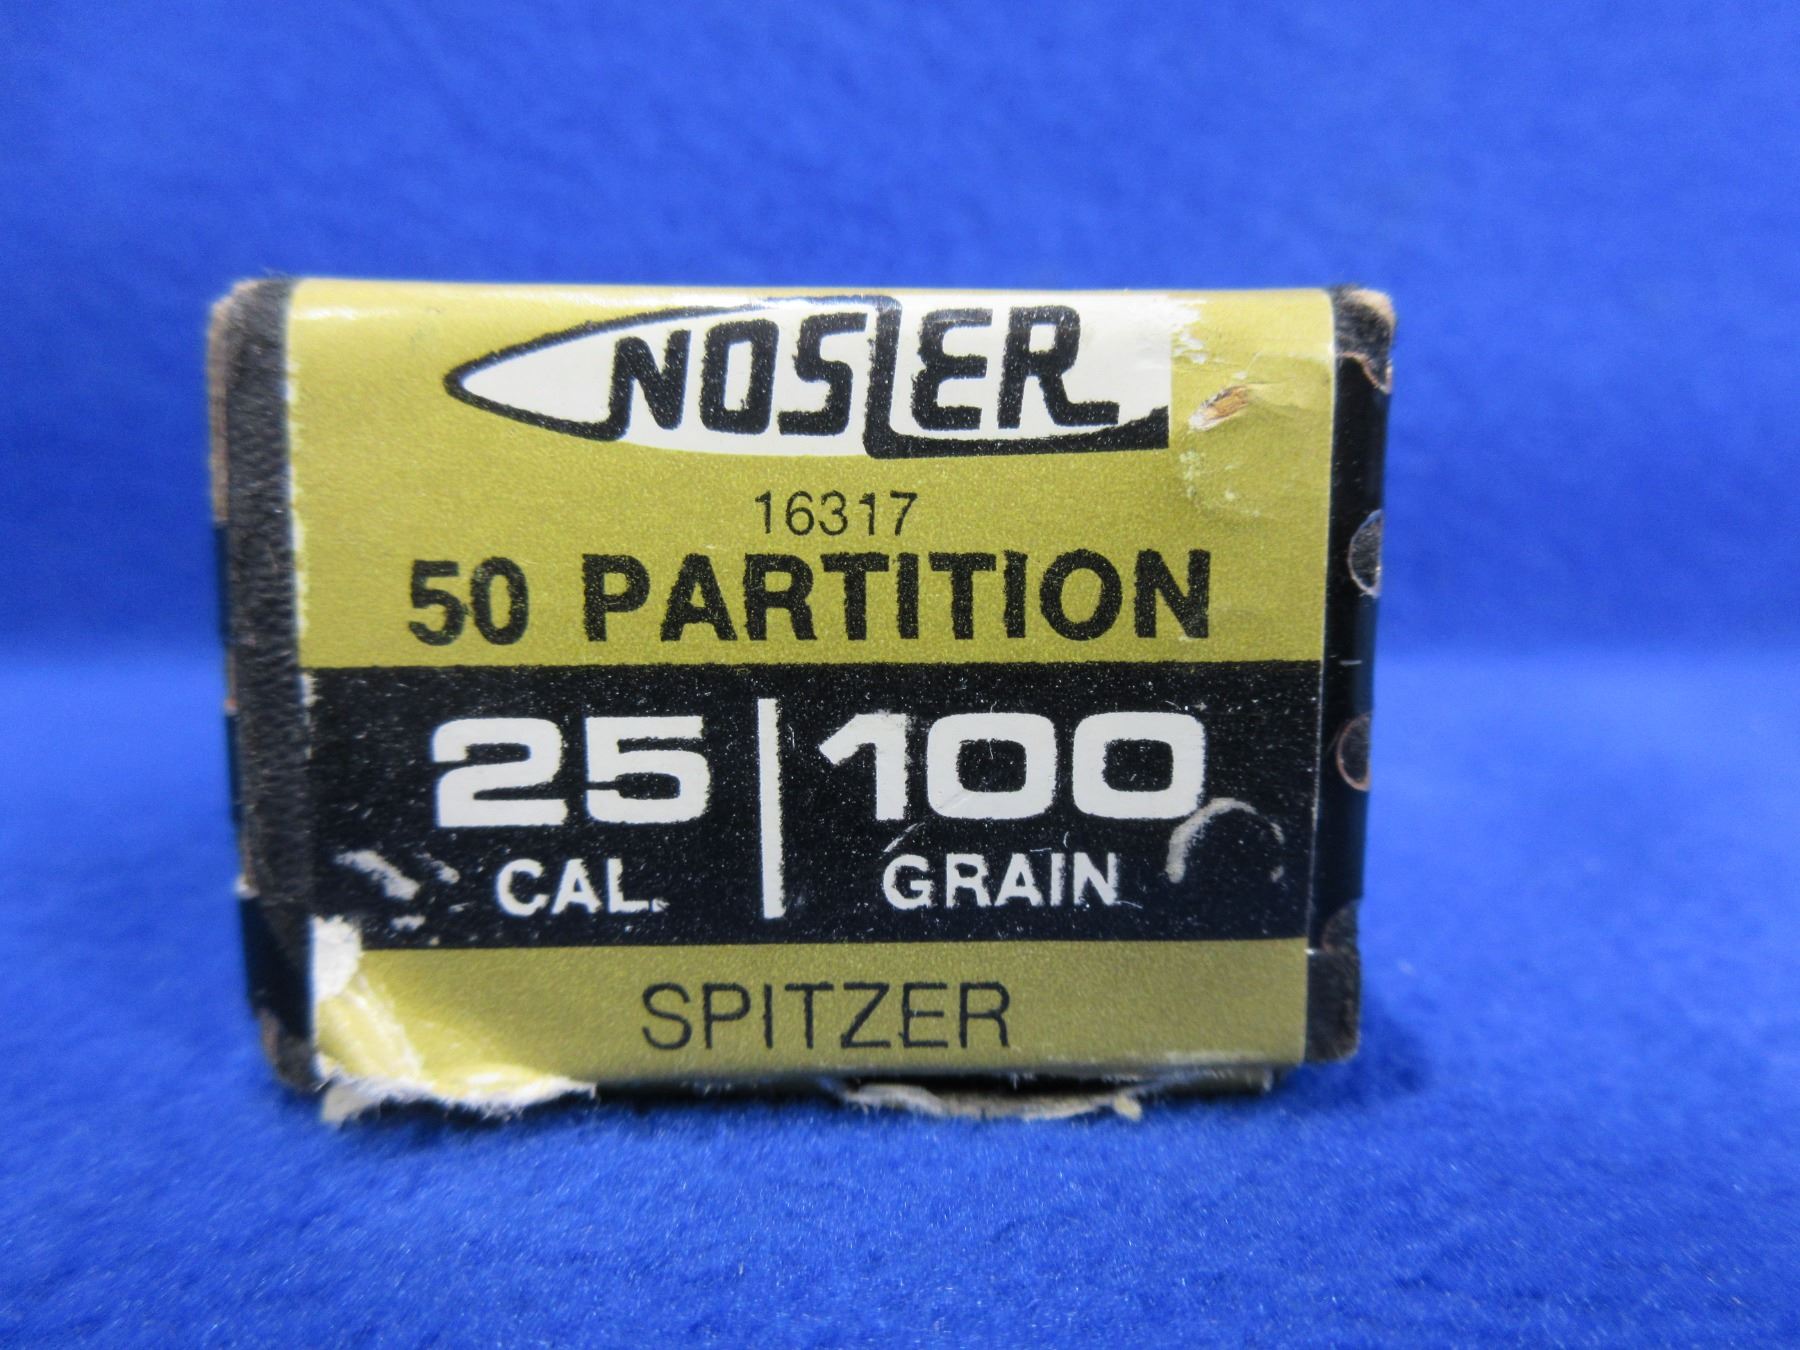 NOSLER
16317
50 PARTITION
25 | 100
CAL. GRAIN
SPITZER